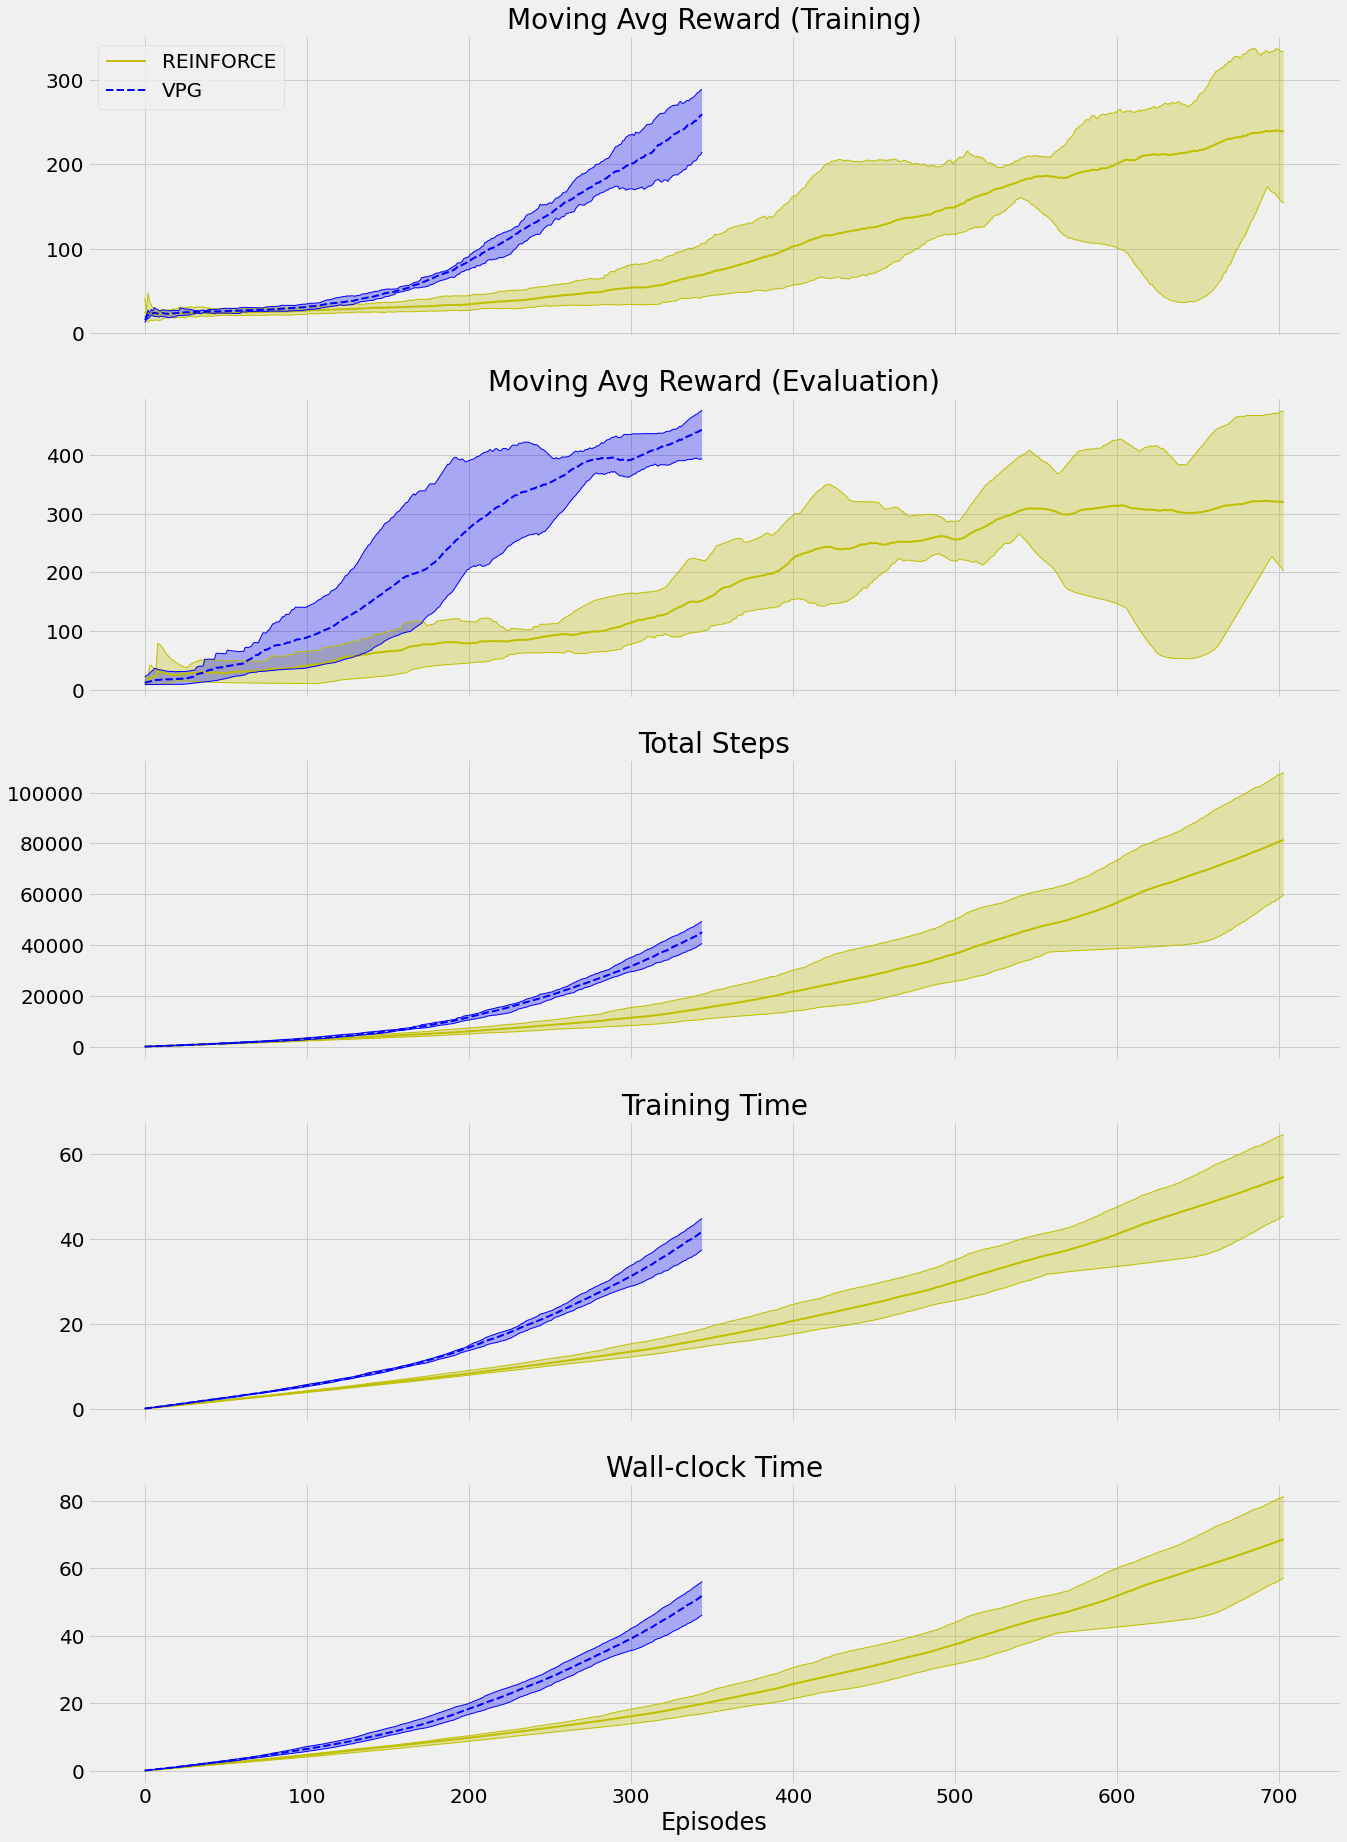 Moving Avg Reward (Training)
REINFORCE
VPG
300
200
100
0
Moving Avg Reward (Evaluation)
400
300
200
100
0
Total Steps
100000
80000
60000
40000
20000
0
Training Time
60
40
20
0
Wall-clock Time
80
60
40
20
0
0 100 200 300 400 500 600 700
Episodes